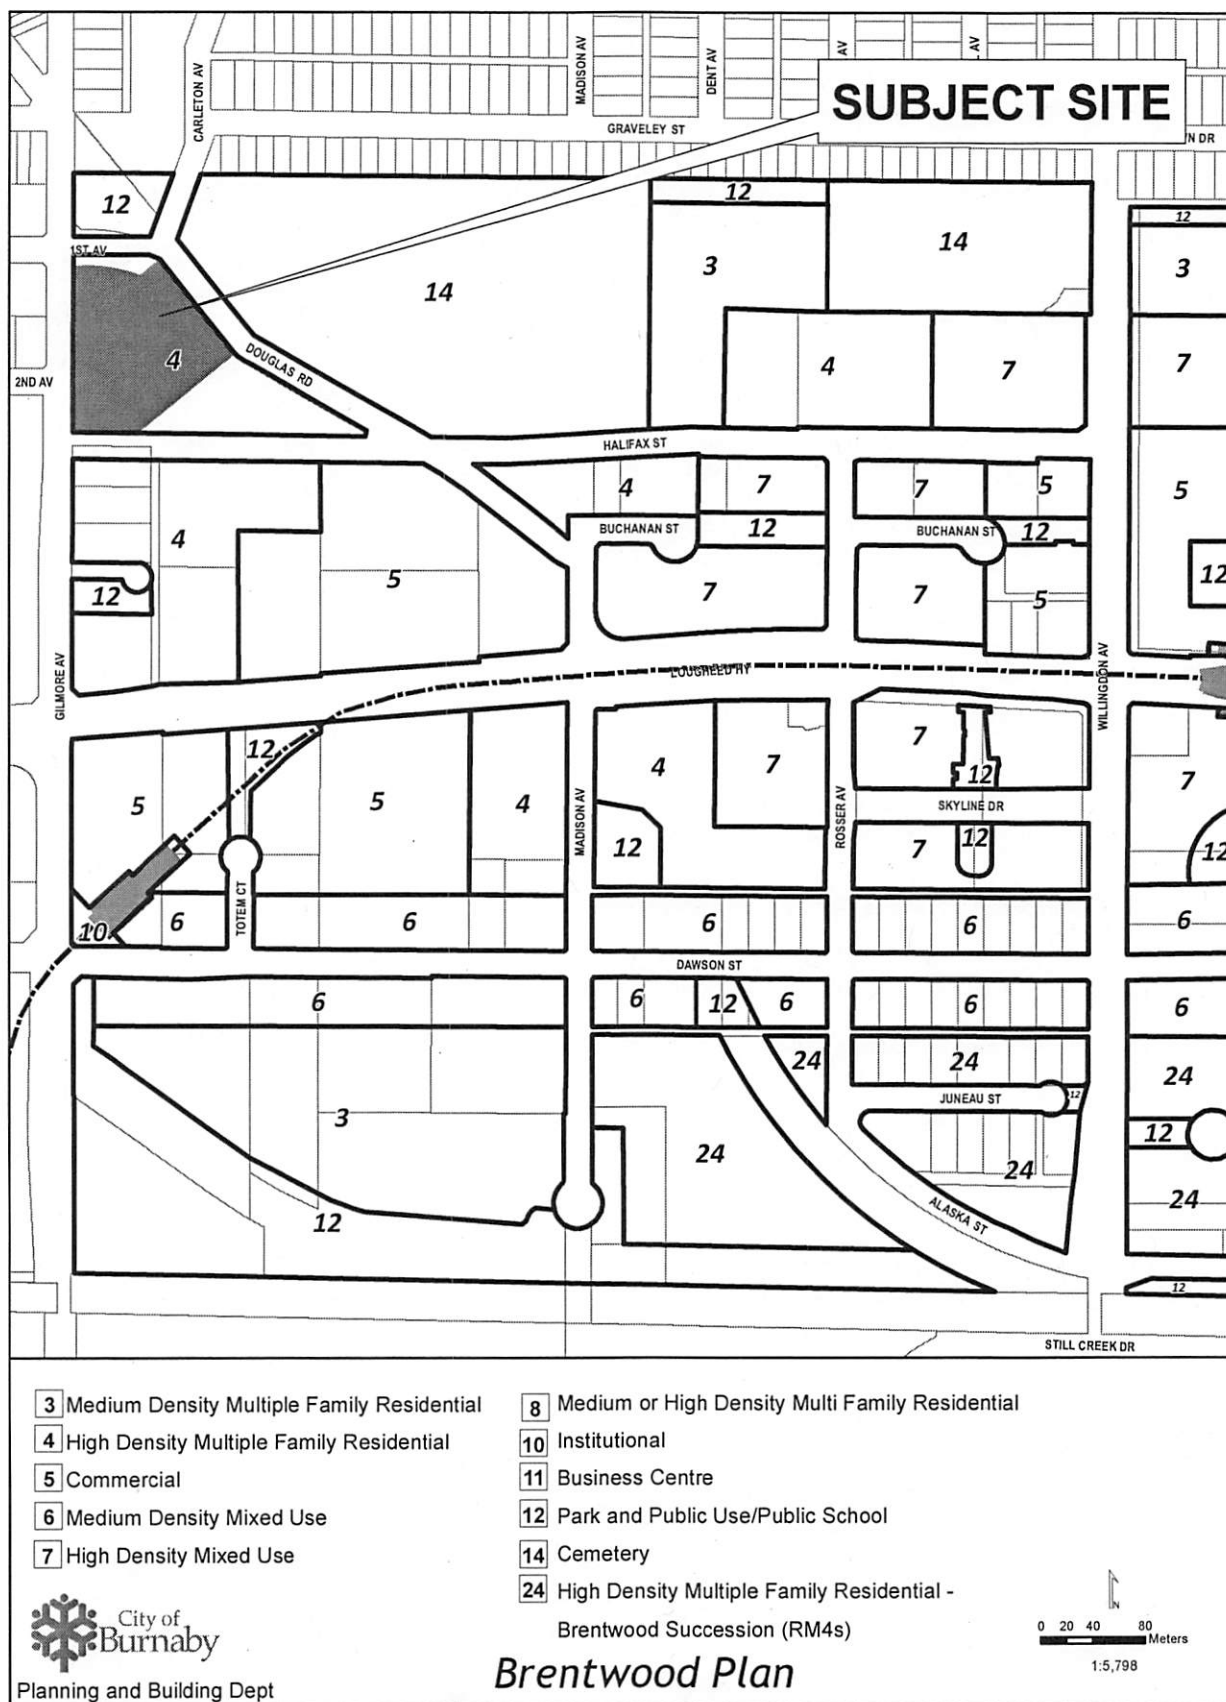 CARLETON AV
MADISON AV
DENT AV
AV
AV
SUBJECT SITE
GRAVELEY ST
WN DR
12
12
12
1ST AV
14
3
14
3
4
2ND AV
DOUGLAS RD
4
7
7
HALIFAX ST
4
7
7
5
5
BUCHANAN ST
12
BUCHANAN ST
12
4
5
12
7
7
5
12
GILMORE AV
LOUGHEED HY
WILLINGDON AV
12
5
5
4
4
7
7
12
7
MADISON AV
ROSSER AV
SKYLINE DR
12
7
12
12
10
6
TOTEM CT
6
6
6
6
DAWSON ST
6
6
12
6
6
6
24
24
24
JUNEAU ST
12
3
12
24
24
24
12
ALASKA ST
12
STILL CREEK DR
3 Medium Density Multiple Family Residential
4 High Density Multiple Family Residential
5 Commercial
6 Medium Density Mixed Use
7 High Density Mixed Use
8 Medium or High Density Multi Family Residential
10 Institutional
11 Business Centre
12 Park and Public Use/Public School
14 Cemetery
24 High Density Multiple Family Residential -
Brentwood Succession (RM4s)
City of
Burnaby
Planning and Building Dept
Brentwood Plan
N
0 20 40 80
Meters
1:5,798